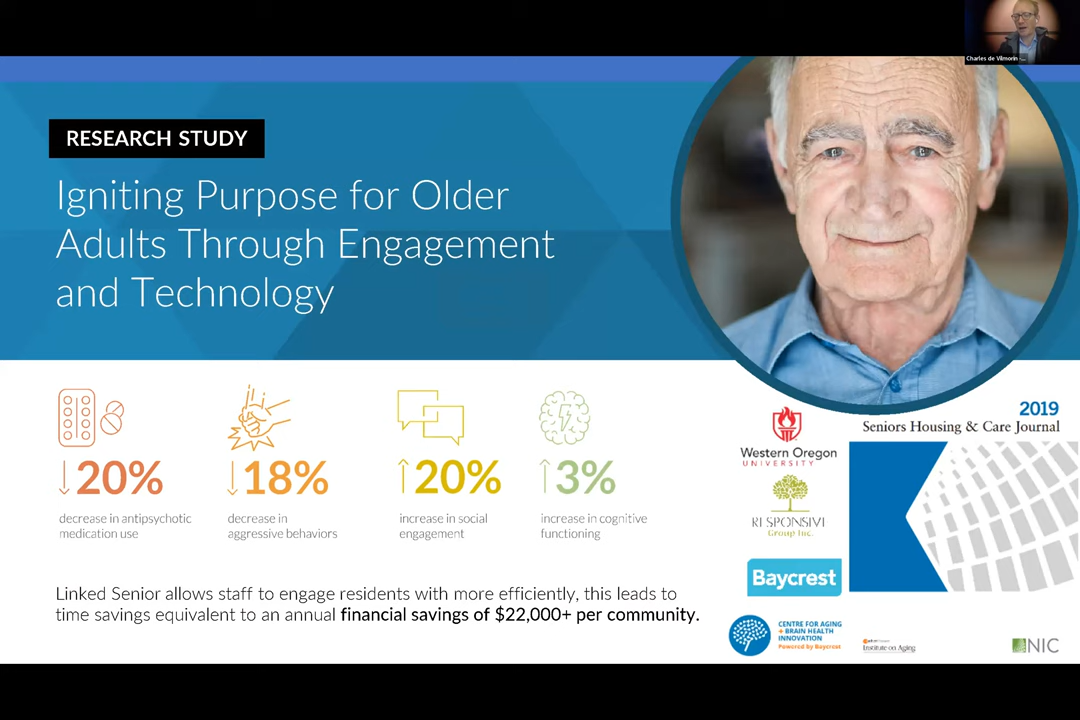 Charles de Vilmorin -...
RESEARCH STUDY
Igniting Purpose for Older
Adults Through Engagement
and Technology
↓20%
decrease in antipsychotic
medication use
↓18%
decrease in
aggressive behaviors
↑20%
increase in social
engagement
↑3%
increase in cognitive
functioning
Linked Senior allows staff to engage residents with more efficiently, this leads to
time savings equivalent to an annual financial savings of $22,000+ per community.
Western Oregon
UNIVERSITY
RESPONSIVE
Group Inc.
Baycrest
CENTRE FOR AGING
+ BRAIN HEALTH
INNOVATION
Powered by Baycrest
2019
Seniors Housing & Care Journal
Institute on Aging
NIC